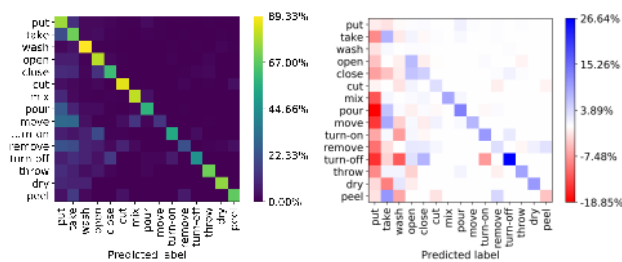 put
take
wash
open
close
cut
mix
pour
move
turn-on
remove
turn-off
throw
dry
peel
put
take
wash
open
close
cut
mix
pour
move
turn-on
remove
turn-off
throw
dry
peel
Predicted label
89.33%
67.00%
44.66%
22.33%
0.00%
put
take
wash
open
close
cut
mix
pour
move
turn-on
remove
turn-off
throw
dry
peel
put
take
wash
open
close
cut
mix
pour
move
turn-on
remove
turn-off
throw
dry
peel
Predicted label
26.64%
15.26%
3.89%
-7.48%
-18.85%